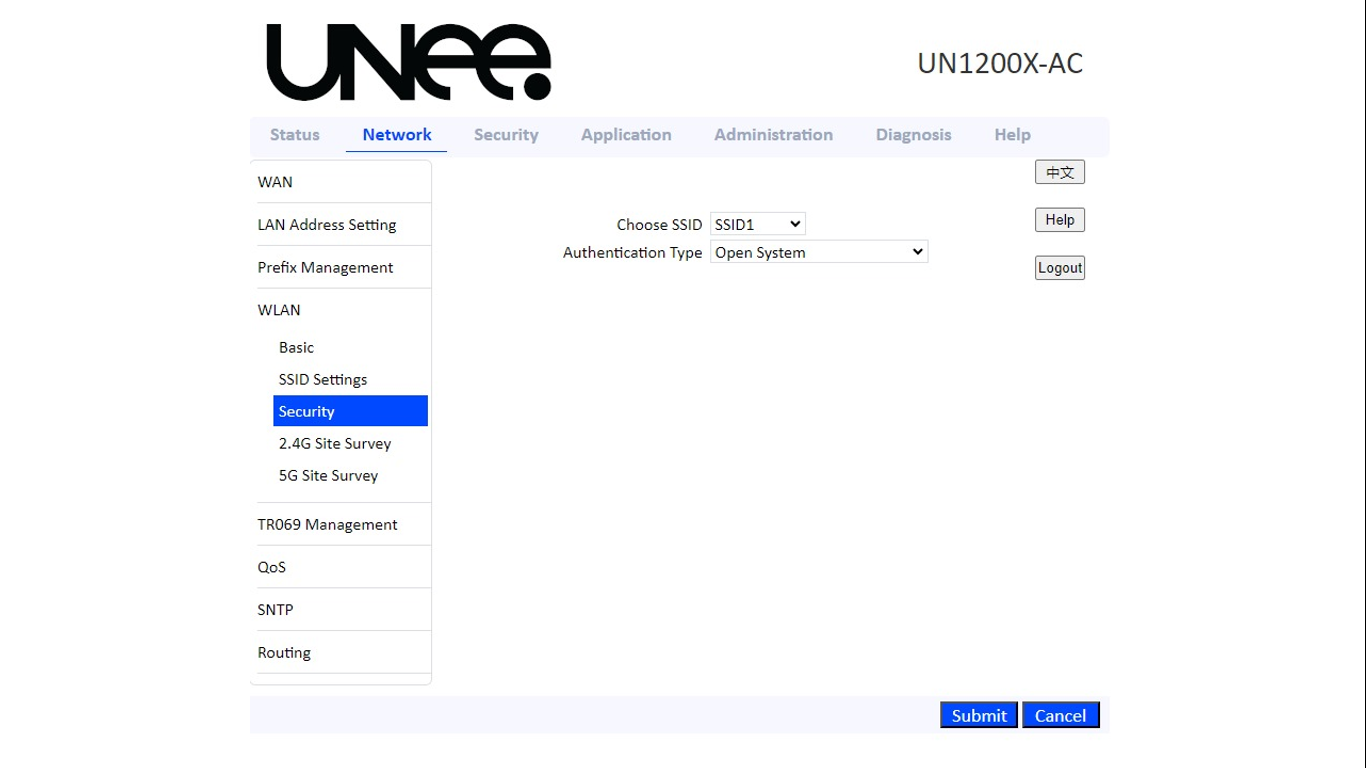 UNee.
UN1200X-AC
Status Network Security Application Administration Diagnosis Help
WAN
LAN Address Setting
Prefix Management
WLAN
Basic
SSID Settings
Security
2.4G Site Survey
5G Site Survey
TR069 Management
QoS
SNTP
Routing
Choose SSID SSID1
Authentication Type Open System
中文
Help
Logout
Submit Cancel